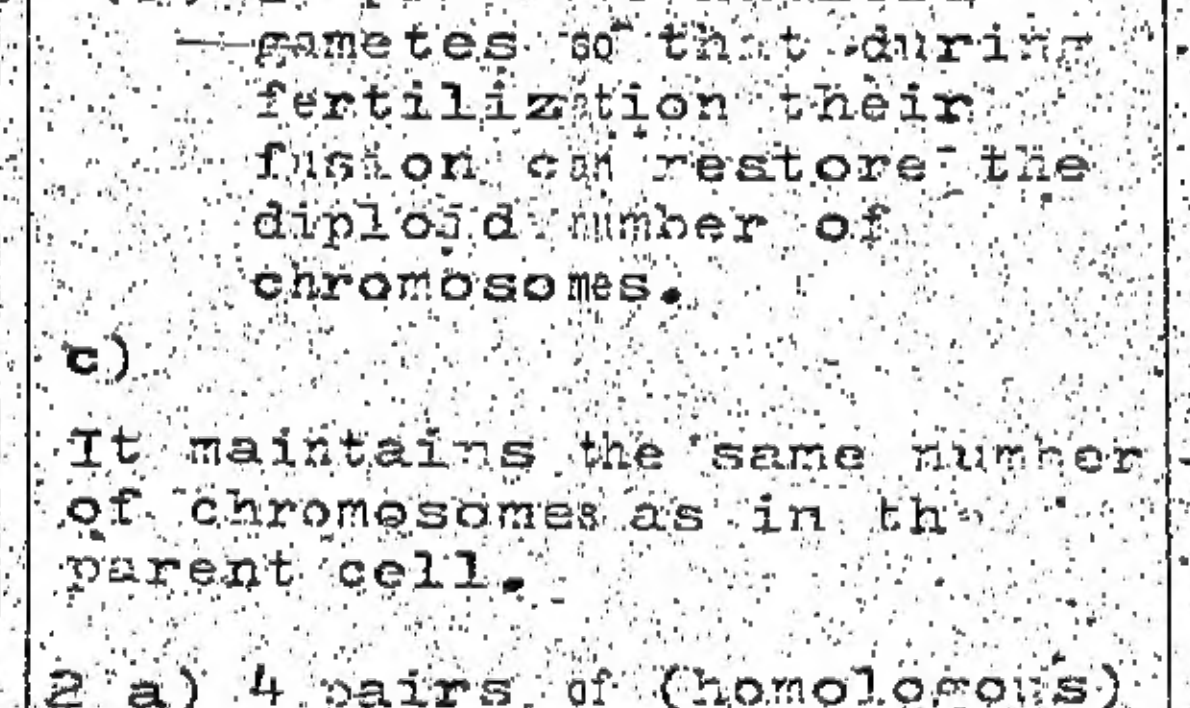 gametes so that during
fertilization their
fusion can restore the
diploid number of
chromosomes.
c)
It maintains the same number
of chromosomes as in the
parent cell.
2 a) 4 pairs of (homologous)